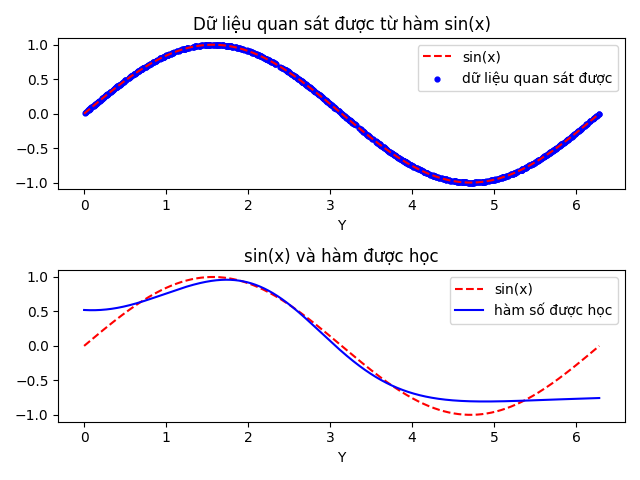 Dữ liệu quan sát được từ hàm sin(x)
1.0
0.5
0.0
−0.5
−1.0
sin(x)
dữ liệu quan sát được
0 1 2 3 4 5 6
Y
sin(x) và hàm được học
1.0
0.5
0.0
−0.5
−1.0
sin(x)
hàm số được học
0 1 2 3 4 5 6
Y